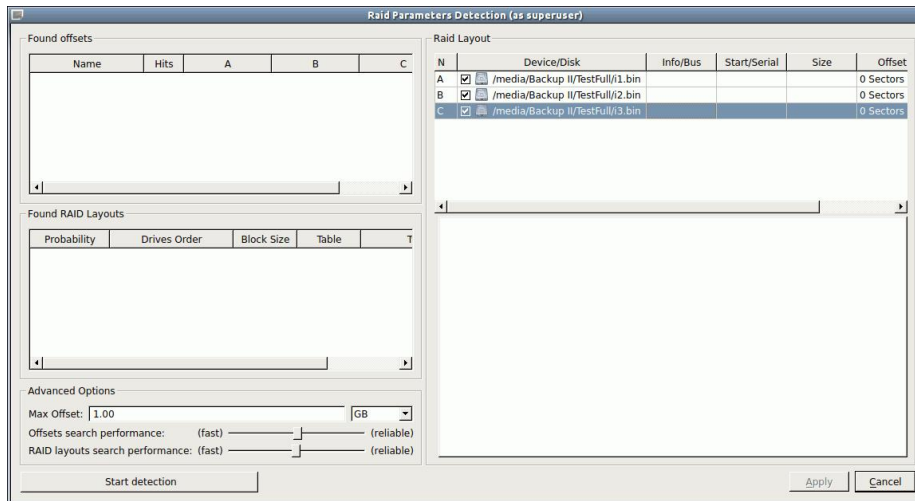 Raid Parameters Detection (as superuser)
Found offsets
Name Hits A B C
Found RAID Layouts
Probability Drives Order Block Size Table T
Advanced Options
Max Offset: 1.00 GB
Offsets search performance: (fast) (reliable)
RAID layouts search performance: (fast) (reliable)
Start detection
Raid Layout
N Device/Disk Info/Bus Start/Serial Size Offset
A /media/Backup II/TestFull/i1.bin 0 Sectors
B /media/Backup II/TestFull/i2.bin 0 Sectors
C /media/Backup II/TestFull/i3.bin 0 Sectors
Apply Cancel